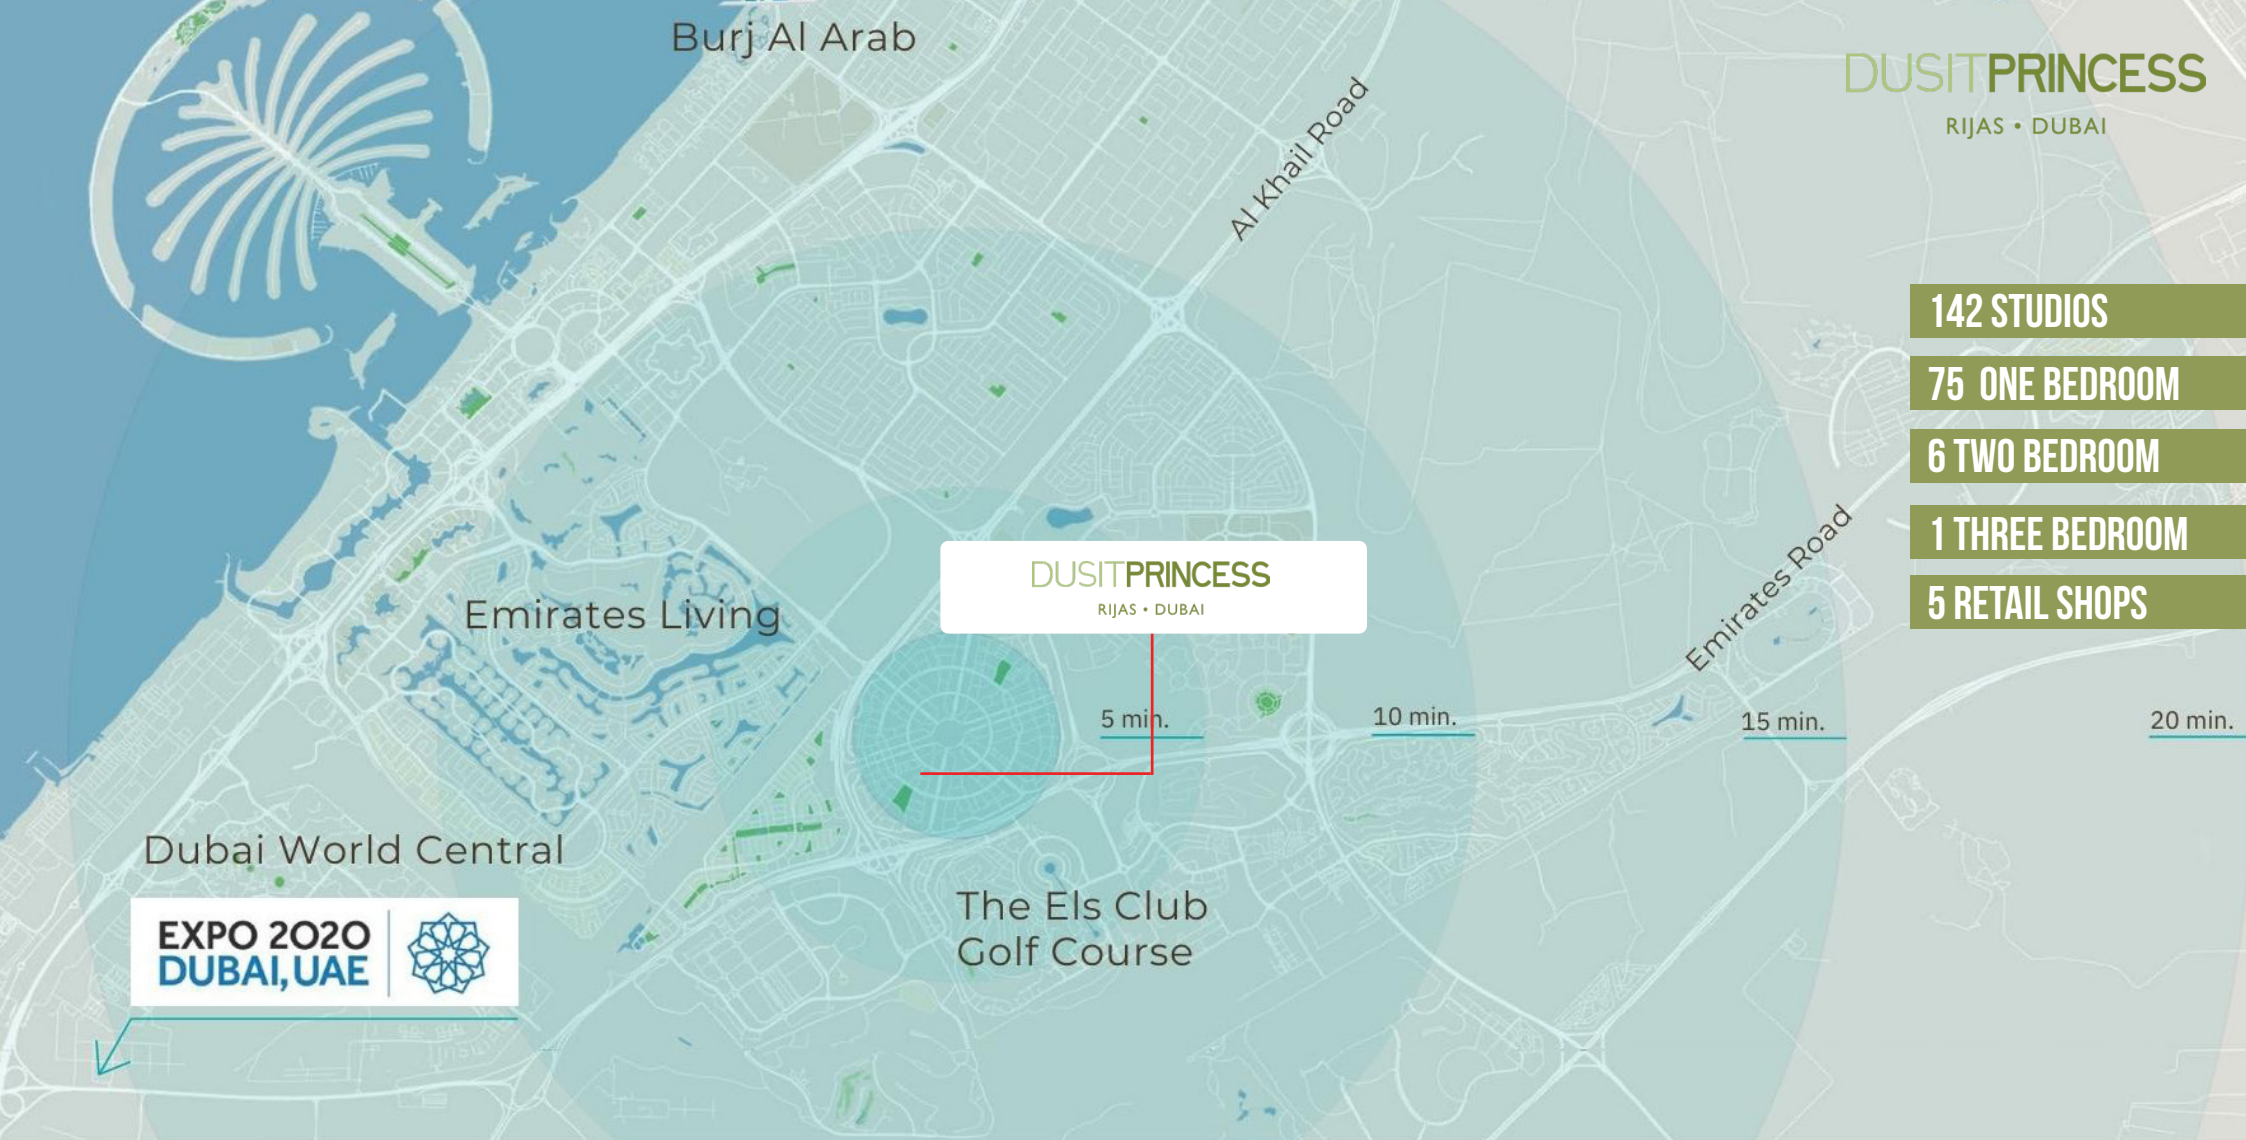 Burj Al Arab
Al Khail Road
DUSITPRINCESS
RIJAS • DUBAI
142 STUDIOS
75 ONE BEDROOM
6 TWO BEDROOM
1 THREE BEDROOM
5 RETAIL SHOPS
Emirates Road
DUSITPRINCESS
RIJAS • DUBAI
Emirates Living
5 min.
10 min.
15 min.
20 min.
Dubai World Central
EXPO 2020
DUBAI, UAE
The Els Club
Golf Course